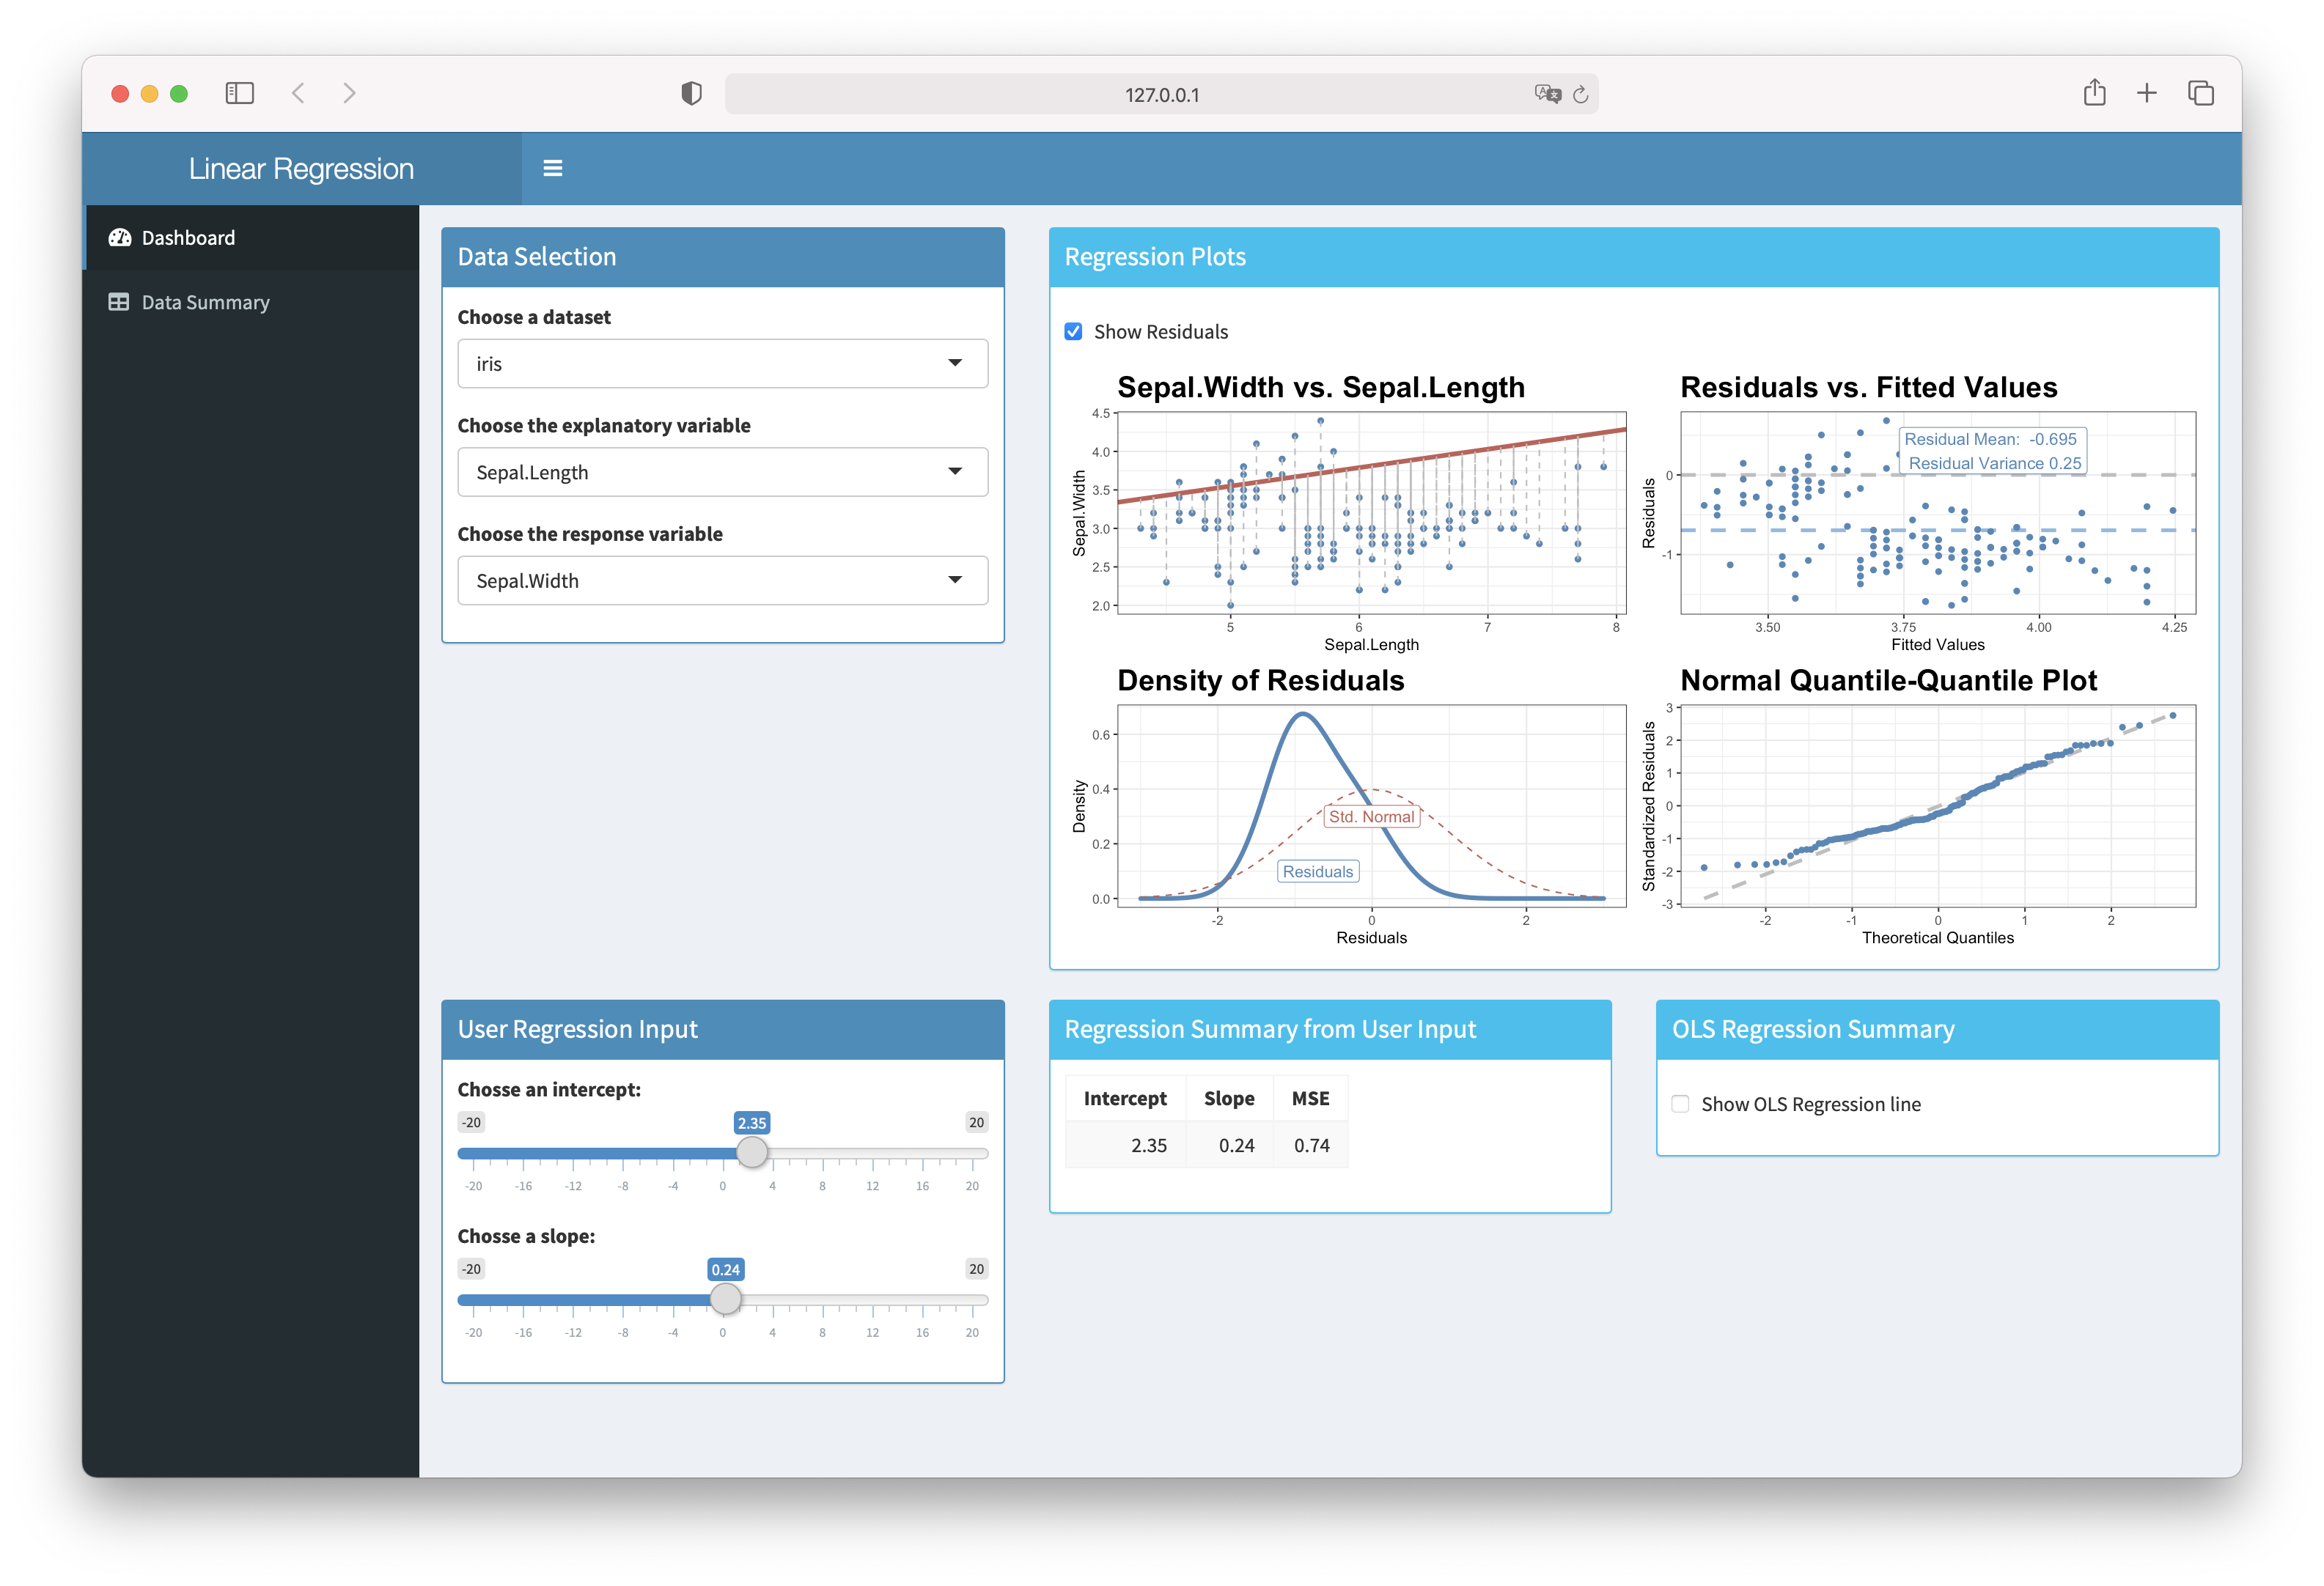 127.0.0.1
Linear Regression
Dashboard
Data Summary
Data Selection
Choose a dataset
iris
Choose the explanatory variable
Sepal.Length
Choose the response variable
Sepal.Width
Regression Plots
Show Residuals
Sepal.Width vs. Sepal.Length
4.5
4.0
3.5
3.0
2.5
2.0
Sepal.Width
5 6 7 8
Sepal.Length
Residuals vs. Fitted Values
Residual Mean: -0.695
Residual Variance 0.25
0
-1
Residuals
3.50 3.75 4.00 4.25
Fitted Values
Density of Residuals
0.6
0.4
0.2
0.0
Density
Std. Normal
Residuals
-2 0 2
Residuals
Normal Quantile-Quantile Plot
3
2
1
0
-1
-2
-3
Standardized Residuals
-2 -1 0 1 2
Theoretical Quantiles
User Regression Input
Chosse an intercept:
-20 2.35 20
-20 -16 -12 -8 -4 0 4 8 12 16 20
Chosse a slope:
-20 0.24 20
-20 -16 -12 -8 -4 0 4 8 12 16 20
Regression Summary from User Input
Intercept Slope MSE
2.35 0.24 0.74
OLS Regression Summary
Show OLS Regression line